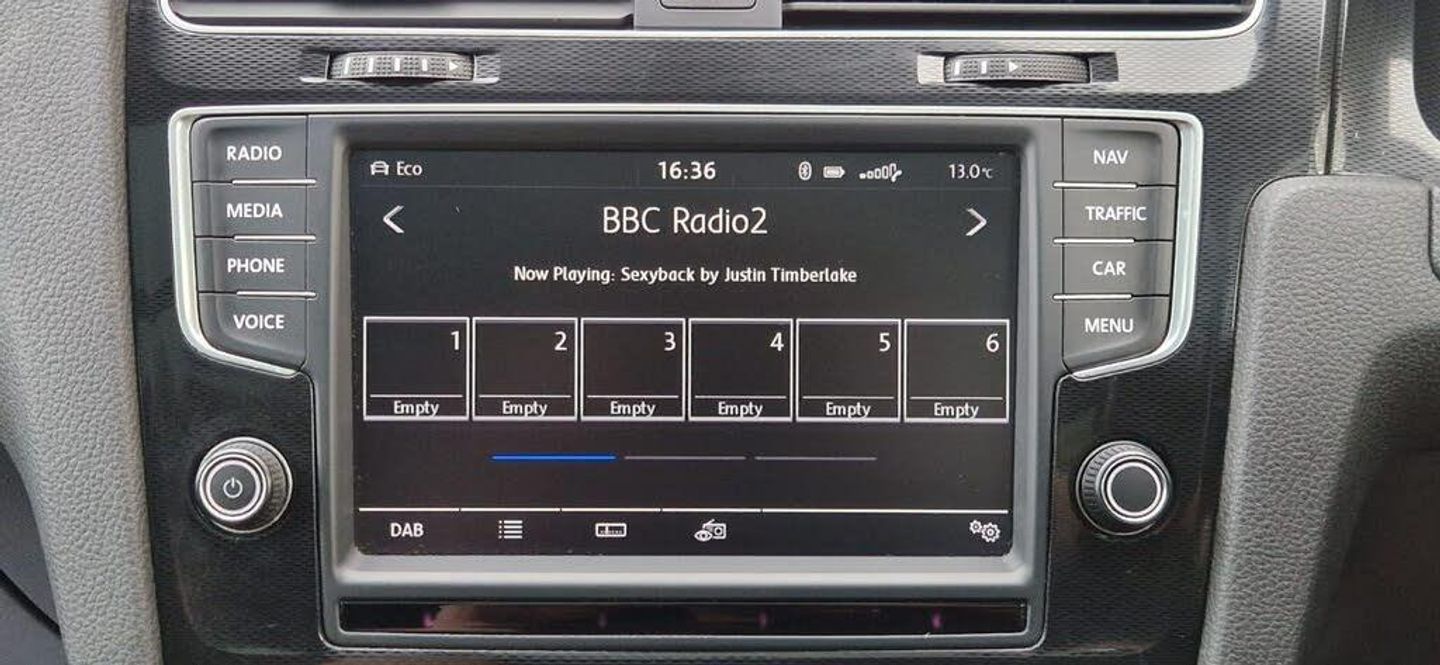 RADIO
MEDIA
PHONE
VOICE
Eco 16:36 13.0°C
BBC Radio2
Now Playing: Sexyback by Justin Timberlake
1 2 3 4 5 6
Empty Empty Empty Empty Empty Empty
DAB
NAV
TRAFFIC
CAR
MENU